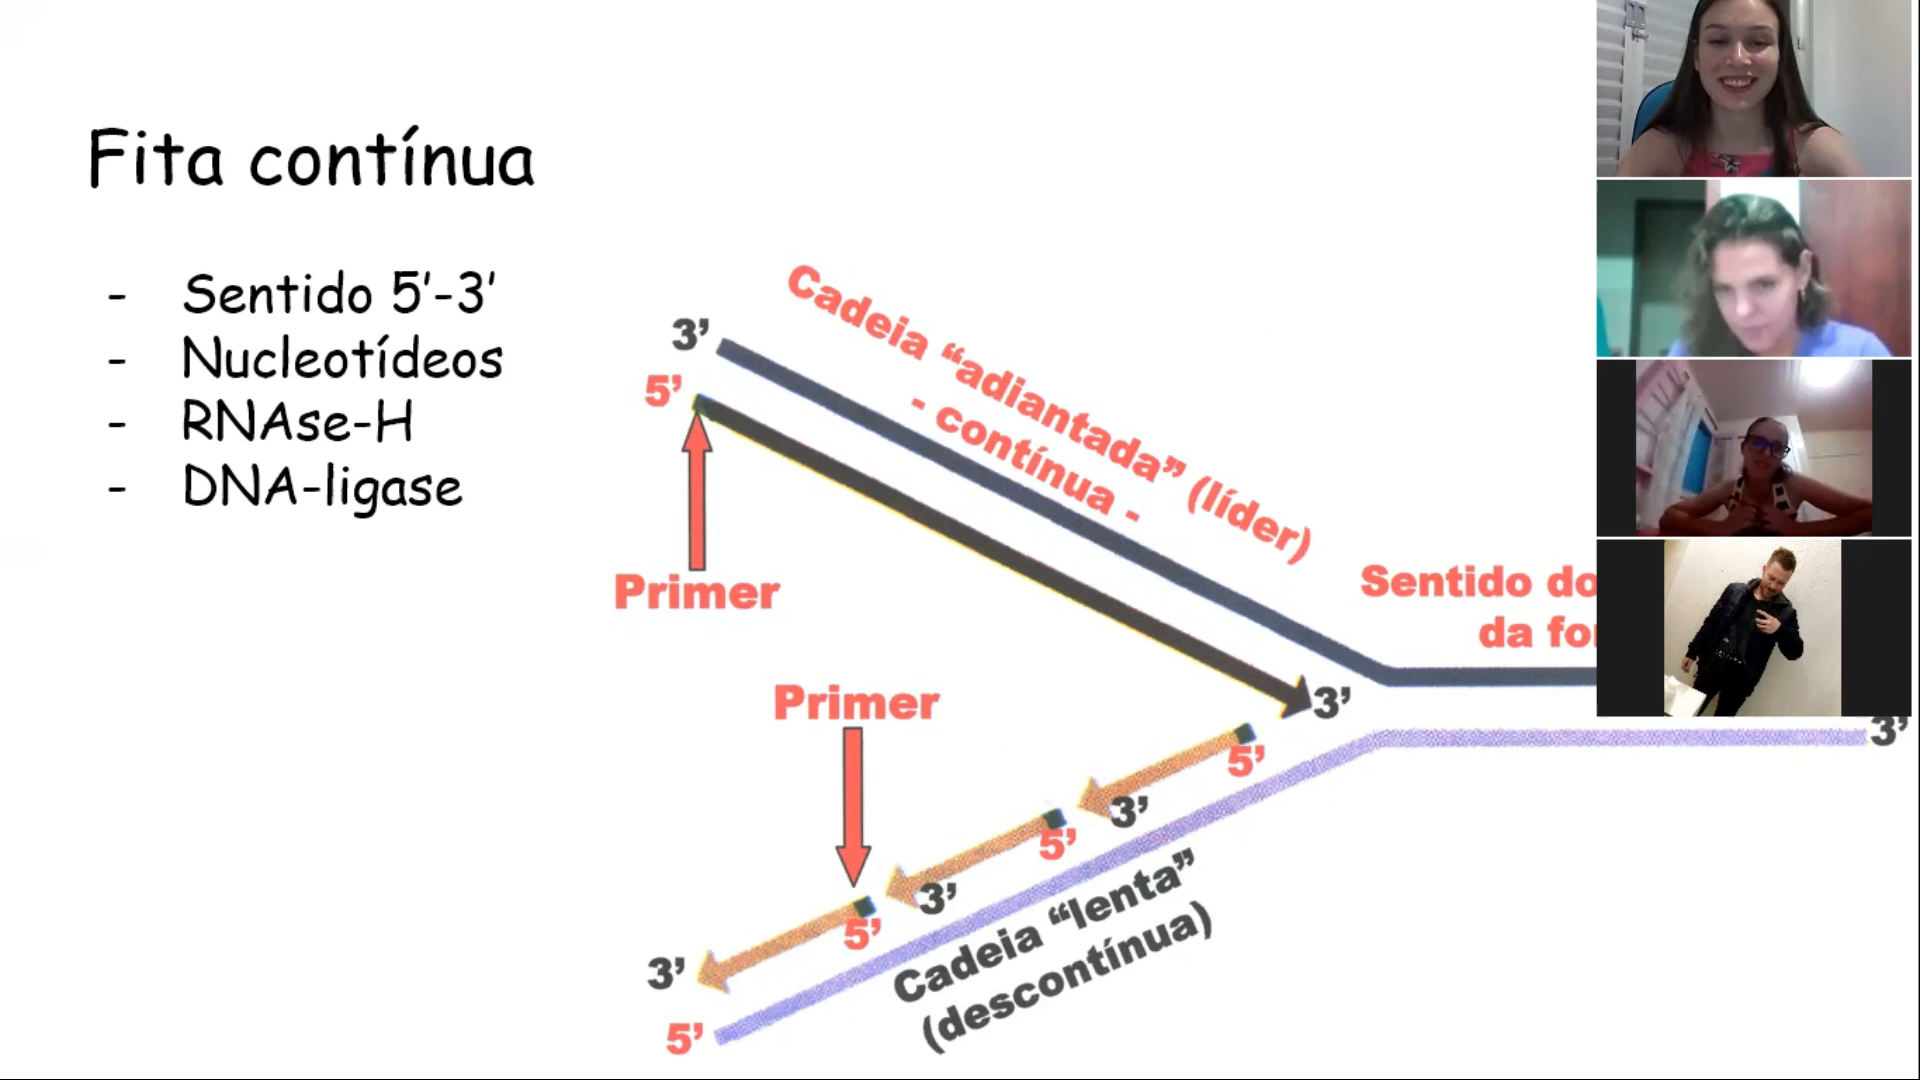 Fita contínua
- Sentido 5’-3’
- Nucleotídeos
- RNAse-H
- DNA-ligase
Cadeia “adiantada” (líder)
- contínua -
3’
5’
Primer
Sentido do
da
3’
3’
Primer
5’
3’
5’
3’
5’
3’
5’
Cadeia “lenta”
(descontínua)